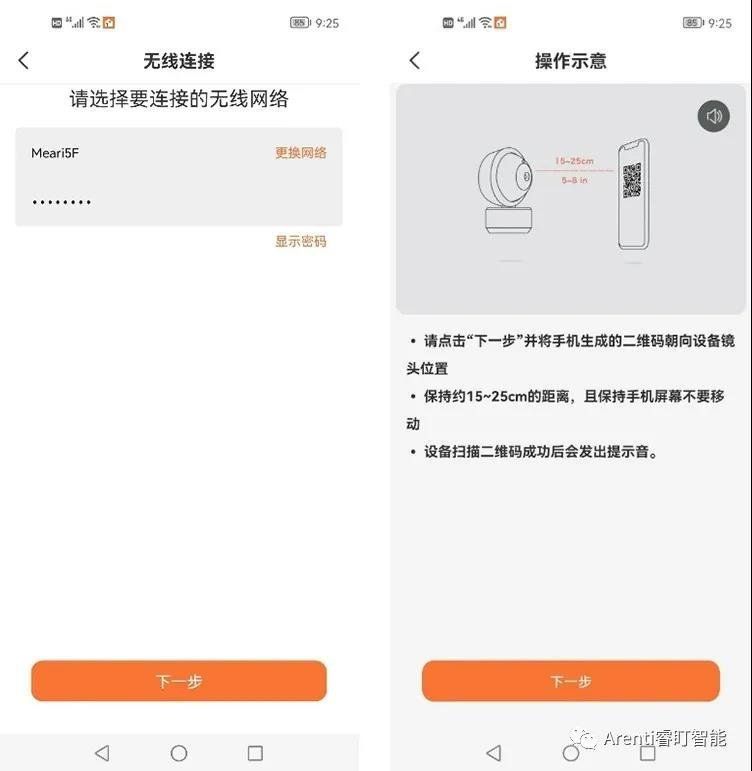 HD 4G 85 9:25
无线连接
请选择要连接的无线网络
Meari5F
更换网络
••••••••
显示密码
下一步
HD 4G 85 9:25
操作示意
15-25cm
5-8 in
• 请点击“下一步”并将手机生成的二维码朝向设备镜
头位置
• 保持约15~25cm的距离，且保持手机屏幕不要移
动
• 设备扫描二维码成功后会发出提示音。
下一步
Arenti睿盯智能